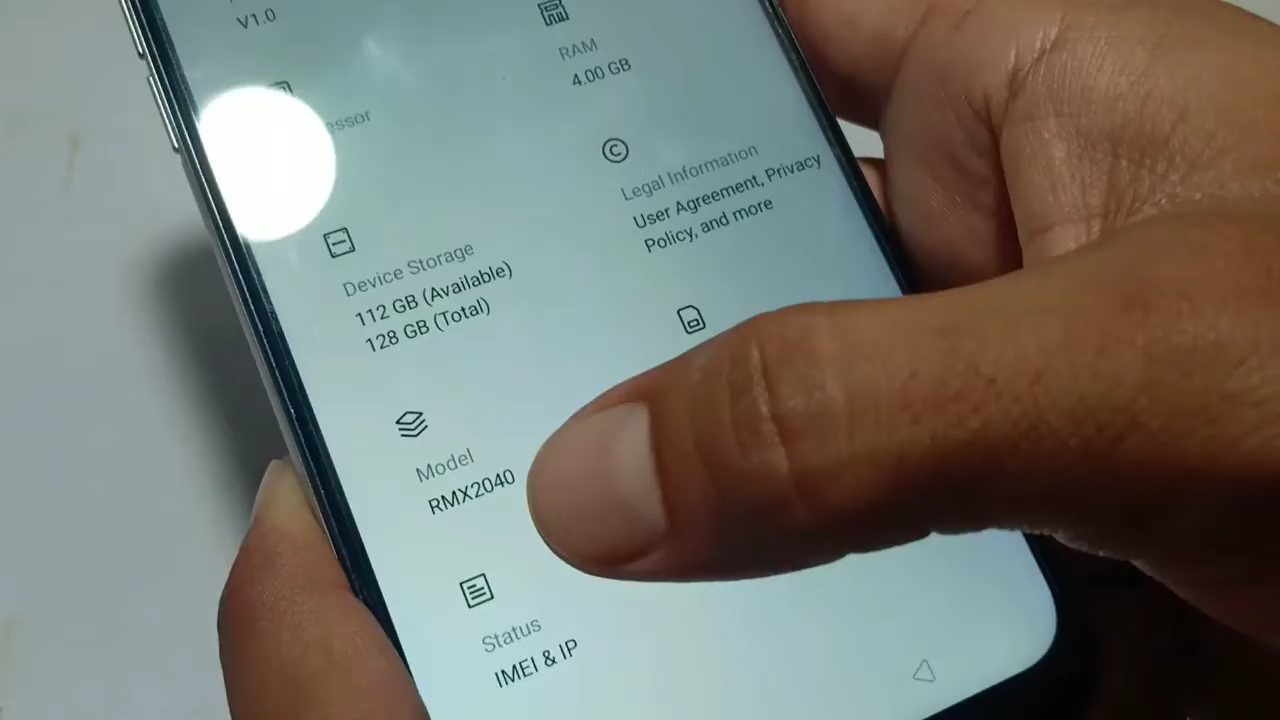 V1.0
RAM
4.00 GB
Legal Information
User Agreement, Privacy
Policy, and more
Device Storage
112 GB (Available)
128 GB (Total)
Model
RMX2040
Status
IMEI & IP